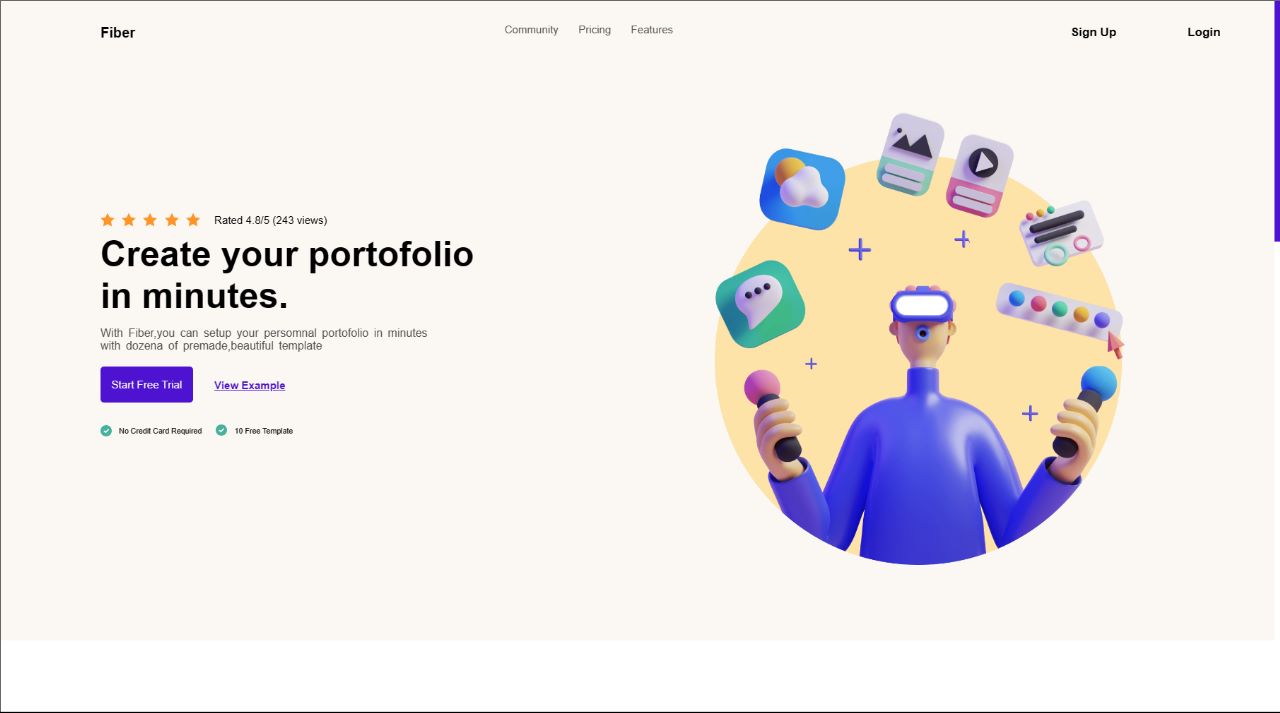 Fiber
Community Pricing Features
Sign Up Login
Rated 4.8/5 (243 views)
Create your portofolio
in minutes.
With Fiber,you can setup your persomnal portofolio in minutes
with dozena of premade,beautiful template
Start Free Trial View Example
No Credit Card Required 10 Free Template